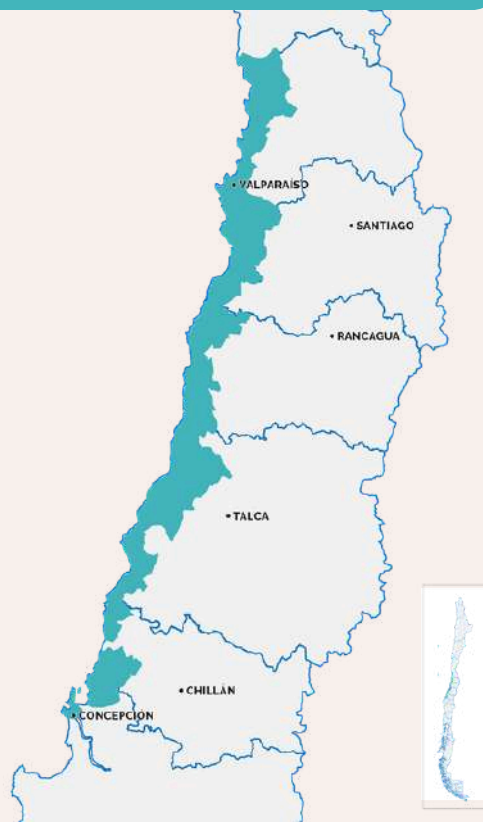 VALPARAÍSO
SANTIAGO
RANCAGUA
TALCA
CHILLÁN
CONCEPCIÓN